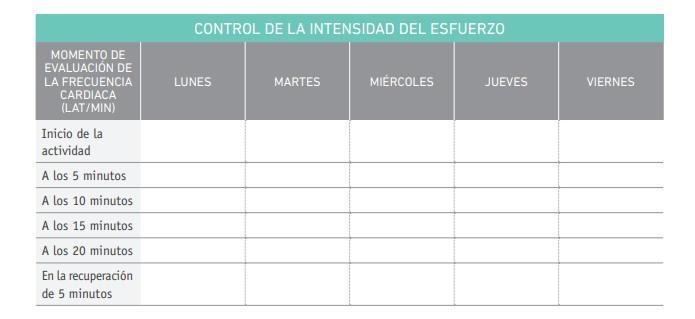 CONTROL DE LA INTENSIDAD DEL ESFUERZO
MOMENTO DE
EVALUACIÓN DE
LA FRECUENCIA
CARDIACA
(LAT/MIN)
LUNES
MARTES
MIÉRCOLES
JUEVES
VIERNES
Inicio de la
actividad
A los 5 minutos
A los 10 minutos
A los 15 minutos
A los 20 minutos
En la recuperación
de 5 minutos